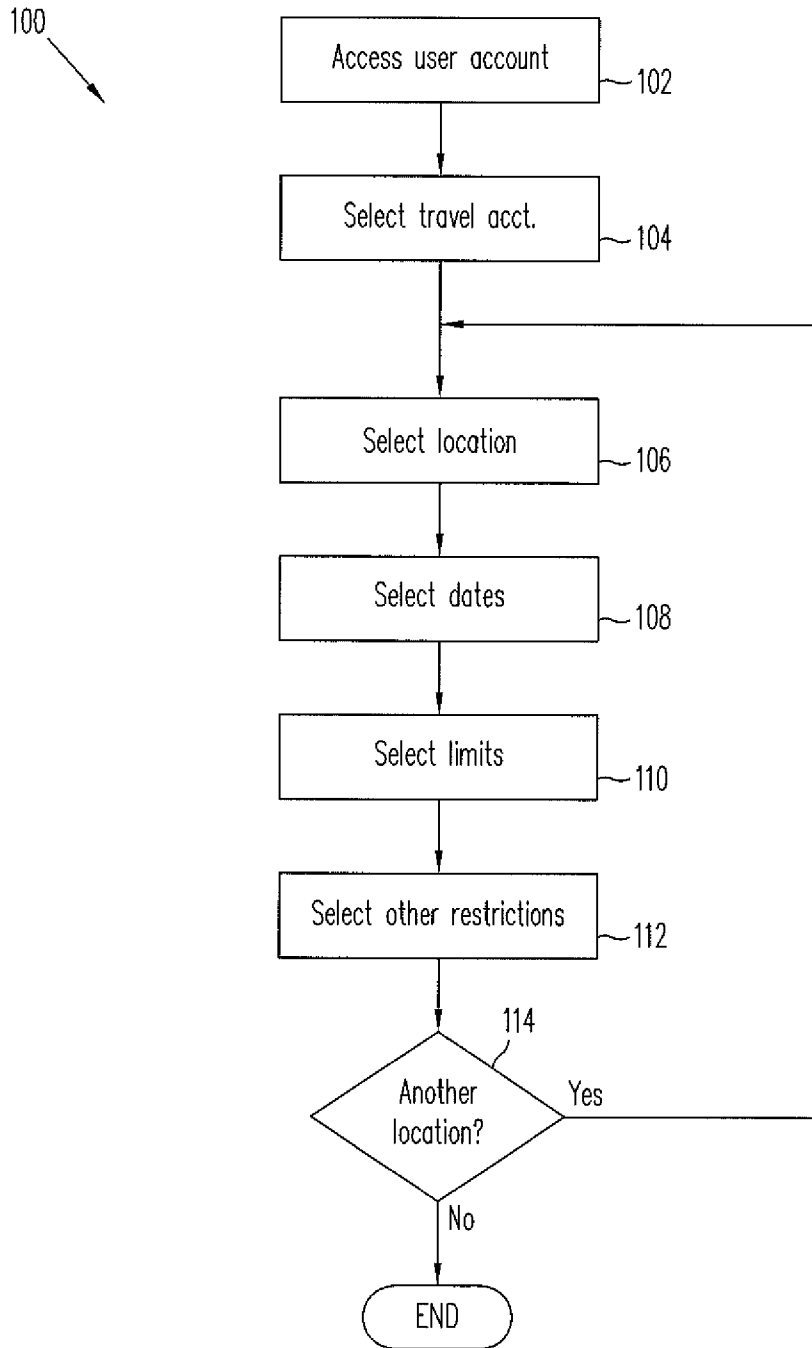 100
Access user account
102
Select travel acct.
104
Select location
106
Select dates
108
Select limits
110
Select other restrictions
112
114
Another
location?
Yes
No
END